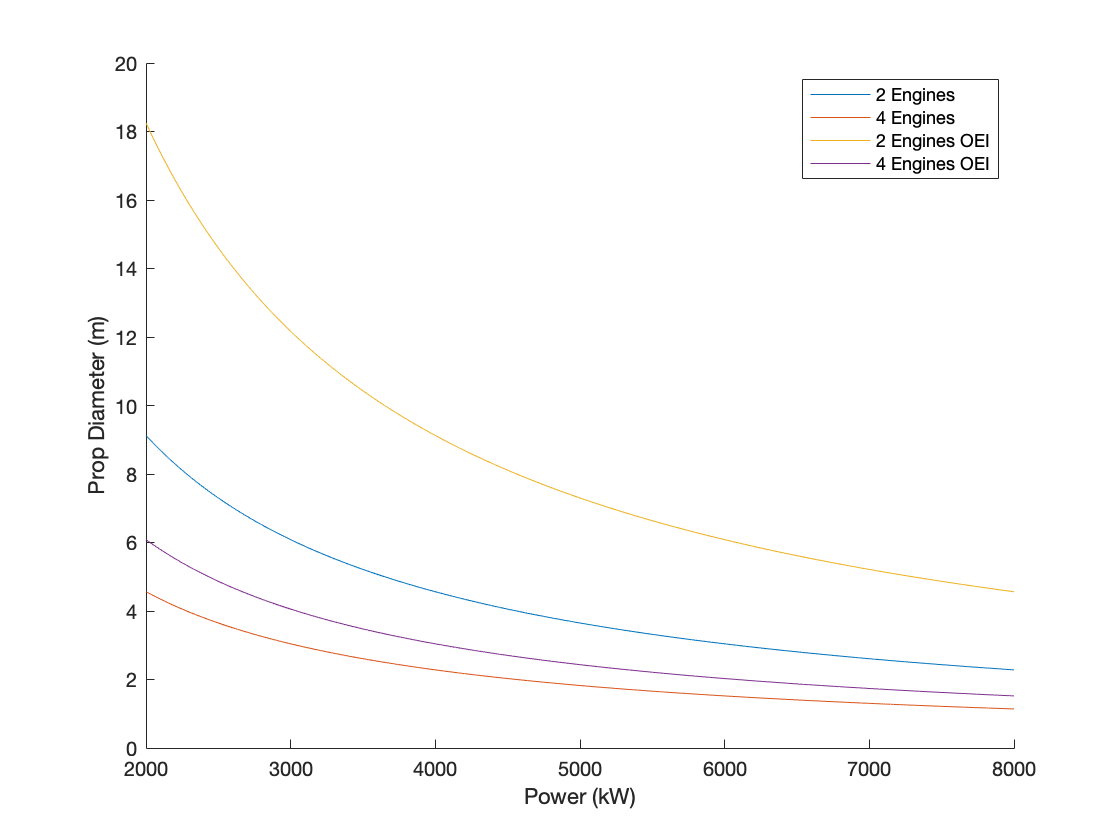 20
18
16
14
12
10
8
6
4
2
0
Prop Diameter (m)
2 Engines
4 Engines
2 Engines OEI
4 Engines OEI
2000 3000 4000 5000 6000 7000 8000
Power (kW)